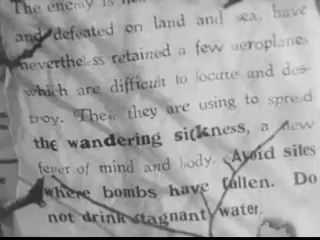 The enemy is
and defeated on land and sea, have
nevertheless retained a few aeroplanes
which are difficult to locate and des-
troy. These they are using to spread
the wandering sickness, a new
fever of mind and body. Avoid sites
where bombs have fallen. Do
not drink stagnant water.